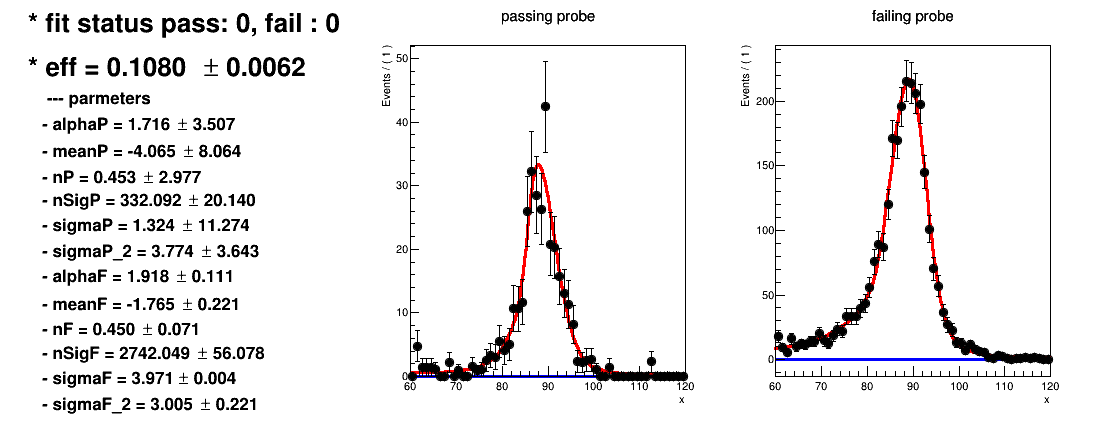 * fit status pass: 0, fail : 0
* eff = 0.1080 ± 0.0062
--- parmeters
- alphaP = 1.716 ± 3.507
- meanP = -4.065 ± 8.064
- nP = 0.453 ± 2.977
- nSigP = 332.092 ± 20.140
- sigmaP = 1.324 ± 11.274
- sigmaP_2 = 3.774 ± 3.643
- alphaF = 1.918 ± 0.111
- meanF = -1.765 ± 0.221
- nF = 0.450 ± 0.071
- nSigF = 2742.049 ± 56.078
- sigmaF = 3.971 ± 0.004
- sigmaF_2 = 3.005 ± 0.221
passing probe
Events / ( 1 )
50
40
30
20
10
0
60 70 80 90 100 110 120
x
failing probe
Events / ( 1 )
200
150
100
50
0
60 70 80 90 100 110 120
x